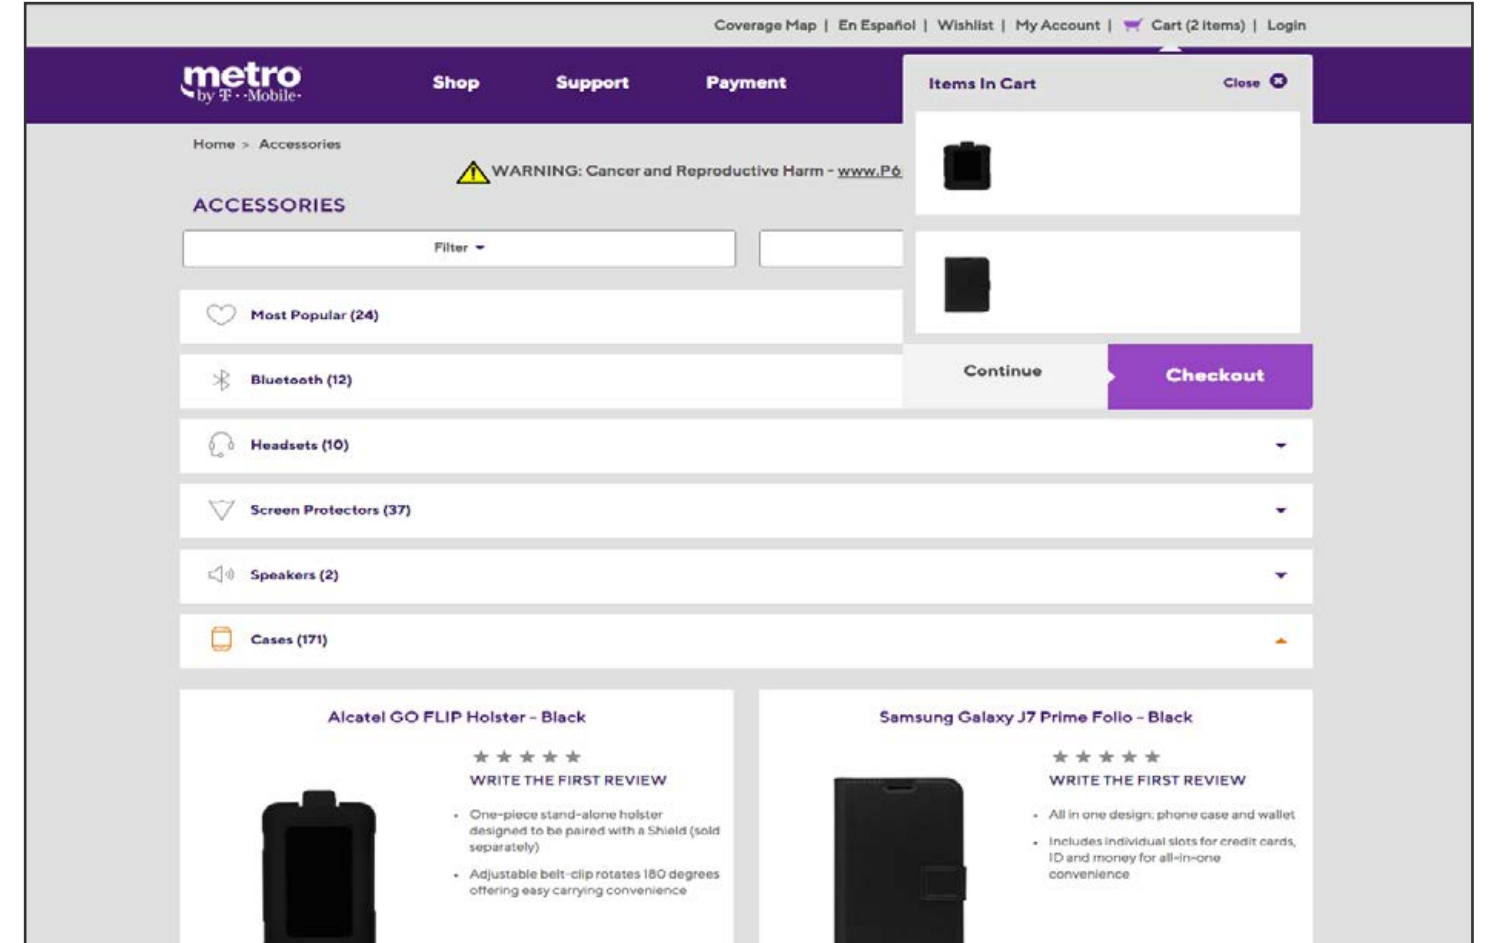 Coverage Map | En Español | Wishlist | My Account | Cart (2 items) | Login
metro
by T··Mobile·
Shop Support Payment
Items In Cart Close
Home > Accessories
WARNING: Cancer and Reproductive Harm - www.P6
ACCESSORIES
Filter
Most Popular (24)
Bluetooth (12)
Continue Checkout
Headsets (10)
Screen Protectors (37)
Speakers (2)
Cases (171)
Alcatel GO FLIP Holster - Black
WRITE THE FIRST REVIEW
• One-piece stand-alone holster
designed to be paired with a Shield (sold
separately)
• Adjustable belt-clip rotates 180 degrees
offering easy carrying convenience
Samsung Galaxy J7 Prime Folio - Black
WRITE THE FIRST REVIEW
• All in one design; phone case and wallet
• Includes individual slots for credit cards,
ID and money for all-in-one
convenience